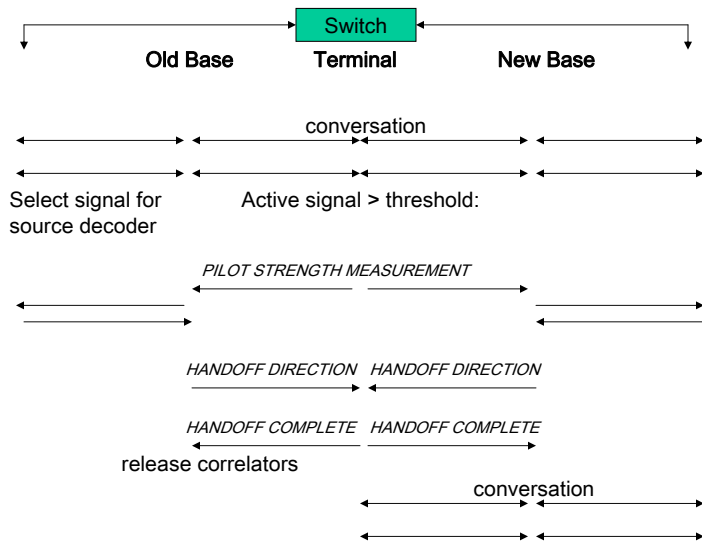 Switch
Old Base Terminal New Base
conversation
Select signal for Active signal > threshold:
source decoder
PILOT STRENGTH MEASUREMENT
HANDOFF DIRECTION HANDOFF DIRECTION
HANDOFF COMPLETE HANDOFF COMPLETE
release correlators
conversation